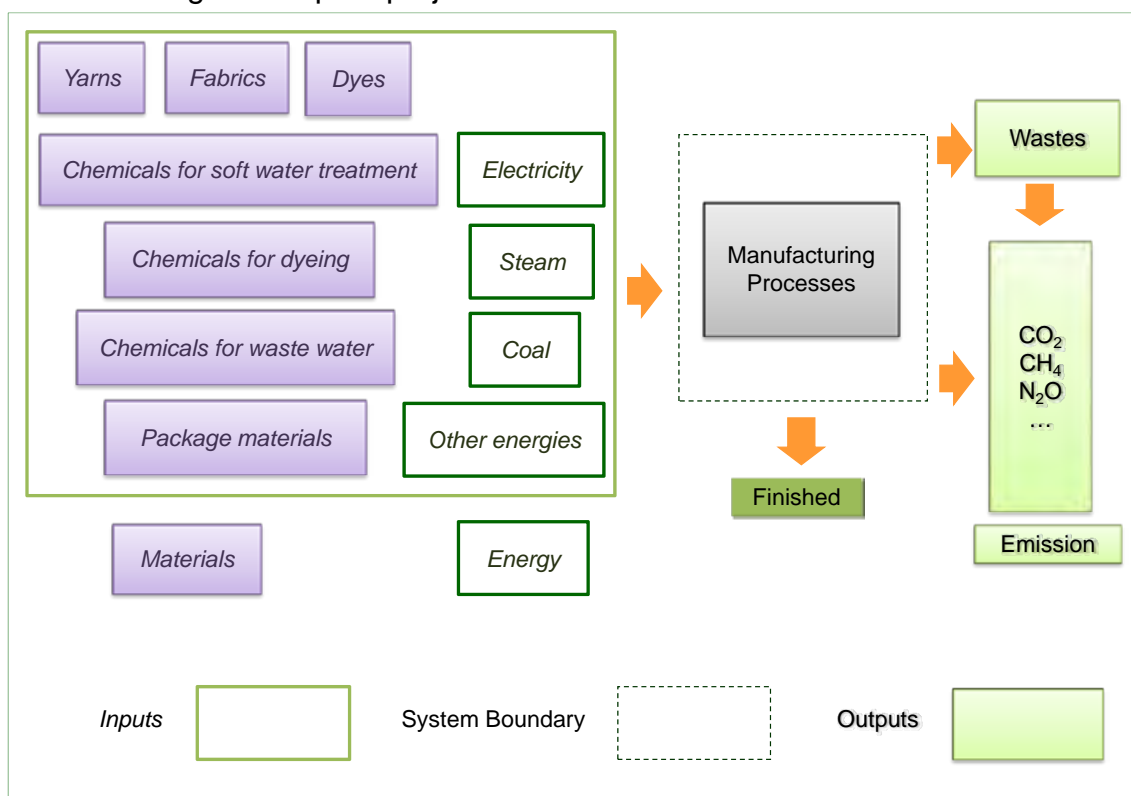 Yarns
Fabrics
Dyes
Chemicals for soft water treatment
Electricity
Chemicals for dyeing
Steam
Chemicals for waste water
Coal
Package materials
Other energies
Materials
Energy
Manufacturing
Processes
Finished
Wastes
CO₂
CH₄
N₂O
...
Emission
Inputs
System Boundary
Outputs